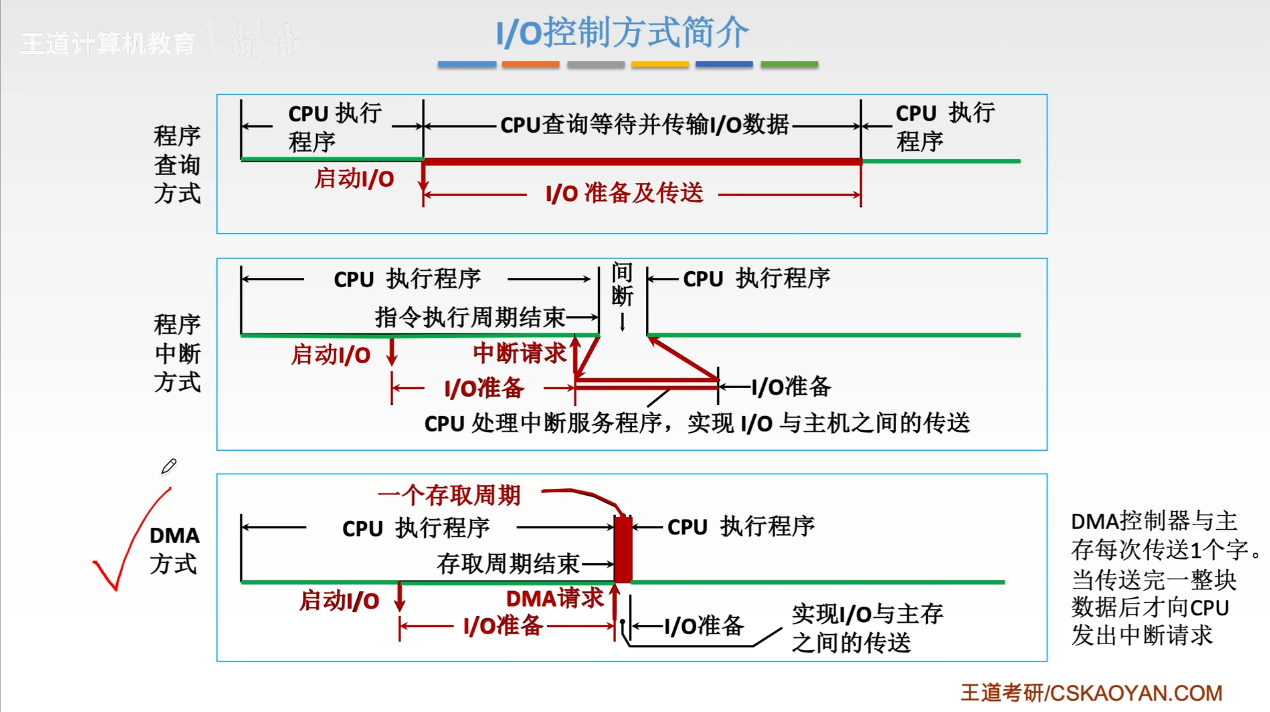 王道计算机教育
I/O控制方式简介
程序
查询
方式
CPU 执行
程序
CPU查询等待并传输I/O数据
CPU 执行
程序
启动I/O
I/O 准备及传送
程序
中断
方式
CPU 执行程序
间
断
CPU 执行程序
指令执行周期结束
启动I/O
中断请求
I/O准备
I/O准备
CPU 处理中断服务程序，实现 I/O 与主机之间的传送
DMA
方式
一个存取周期
CPU 执行程序
CPU 执行程序
存取周期结束
启动I/O
DMA请求
I/O准备
I/O准备
实现I/O与主存
之间的传送
DMA控制器与主
存每次传送1个字。
当传送完一整块
数据后才向CPU
发出中断请求
王道考研/CSKAOYAN.COM